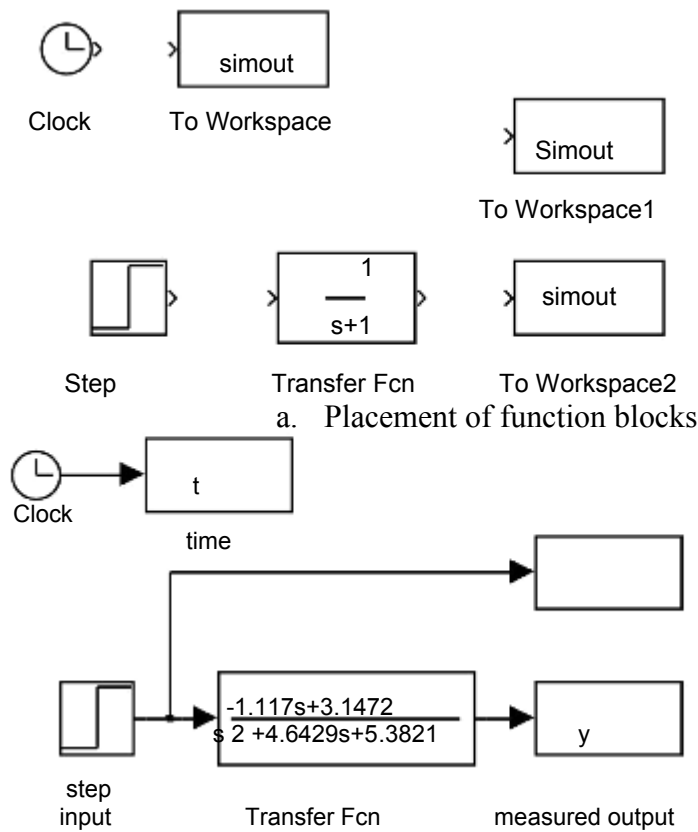 simout
Clock
To Workspace
Simout
To Workspace1
1
s+1
simout
Step
Transfer Fcn
To Workspace2
a. Placement of function blocks
t
Clock
time
-1.117s+3.1472
s 2 +4.6429s+5.3821
y
step
input
Transfer Fcn
measured output